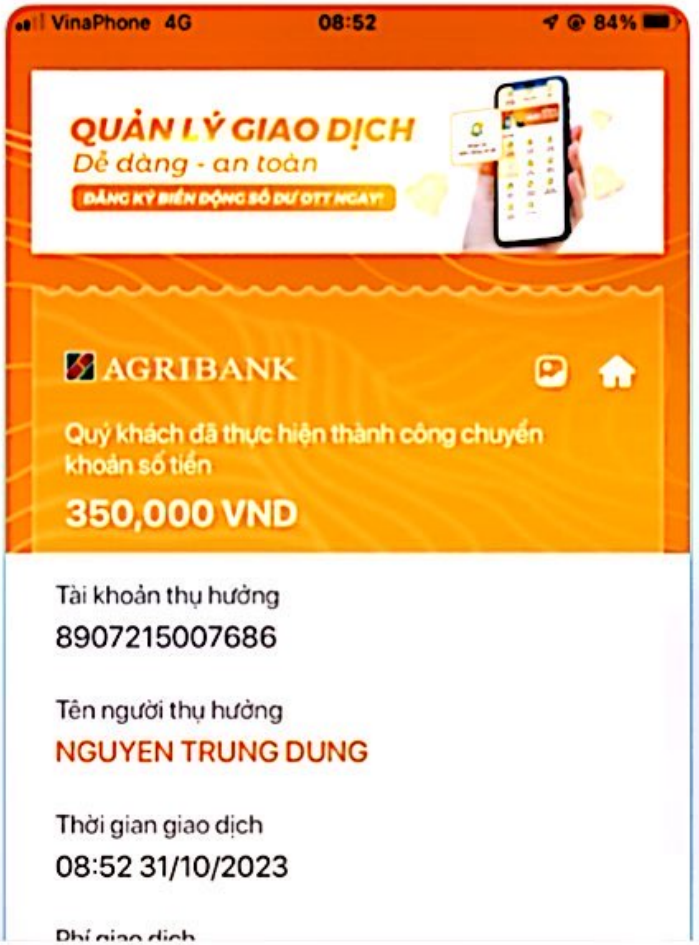 VinaPhone 4G 08:52 84%
QUẢN LÝ GIAO DỊCH
Dễ dàng - an toàn
ĐĂNG KÝ BIẾN ĐỘNG SỐ DƯ OTT NGAY!
AGRIBANK
Quý khách đã thực hiện thành công chuyển
khoản số tiền
350,000 VND
Tài khoản thụ hưởng
8907215007686
Tên người thụ hưởng
NGUYEN TRUNG DUNG
Thời gian giao dịch
08:52 31/10/2023
Phí giao dịch